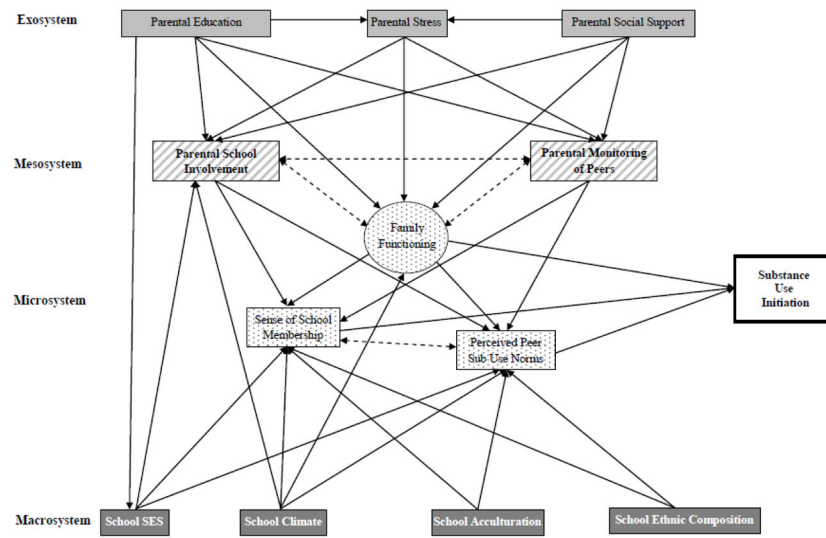 Exosystem
Parental Education
Parental Stress
Parental Social Support
Mesosystem
Parental School
Involvement
Parental Monitoring
of Peers
Family
Functioning
Microsystem
Substance
Use
Initiation
Sense of School
Membership
Perceived Peer
Sub Use Norms
Macrosystem
School SES
School Climate
School Acculturation
School Ethnic Composition